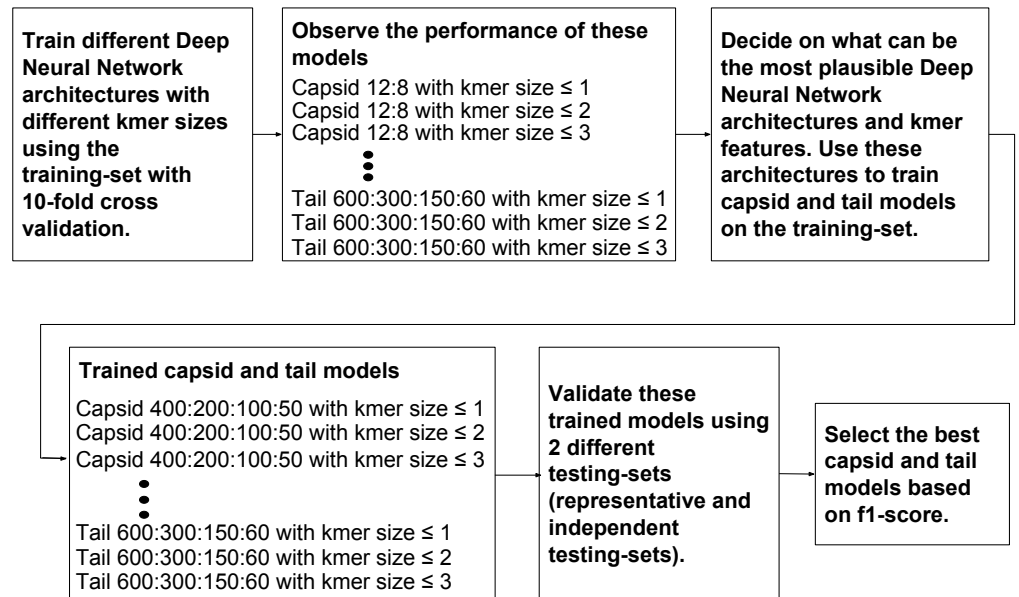 Train different Deep
Neural Network
architectures with
different kmer sizes
using the
training-set with
10-fold cross
validation.
Observe the performance of these
models
Capsid 12:8 with kmer size ≤ 1
Capsid 12:8 with kmer size ≤ 2
Capsid 12:8 with kmer size ≤ 3
Tail 600:300:150:60 with kmer size ≤ 1
Tail 600:300:150:60 with kmer size ≤ 2
Tail 600:300:150:60 with kmer size ≤ 3
Decide on what can be
the most plausible Deep
Neural Network
architectures and kmer
features. Use these
architectures to train
capsid and tail models
on the training-set.
Trained capsid and tail models
Capsid 400:200:100:50 with kmer size ≤ 1
Capsid 400:200:100:50 with kmer size ≤ 2
Capsid 400:200:100:50 with kmer size ≤ 3
Tail 600:300:150:60 with kmer size ≤ 1
Tail 600:300:150:60 with kmer size ≤ 2
Tail 600:300:150:60 with kmer size ≤ 3
Validate these
trained models using
2 different
testing-sets
(representative and
independent
testing-sets).
Select the best
capsid and tail
models based
on f1-score.